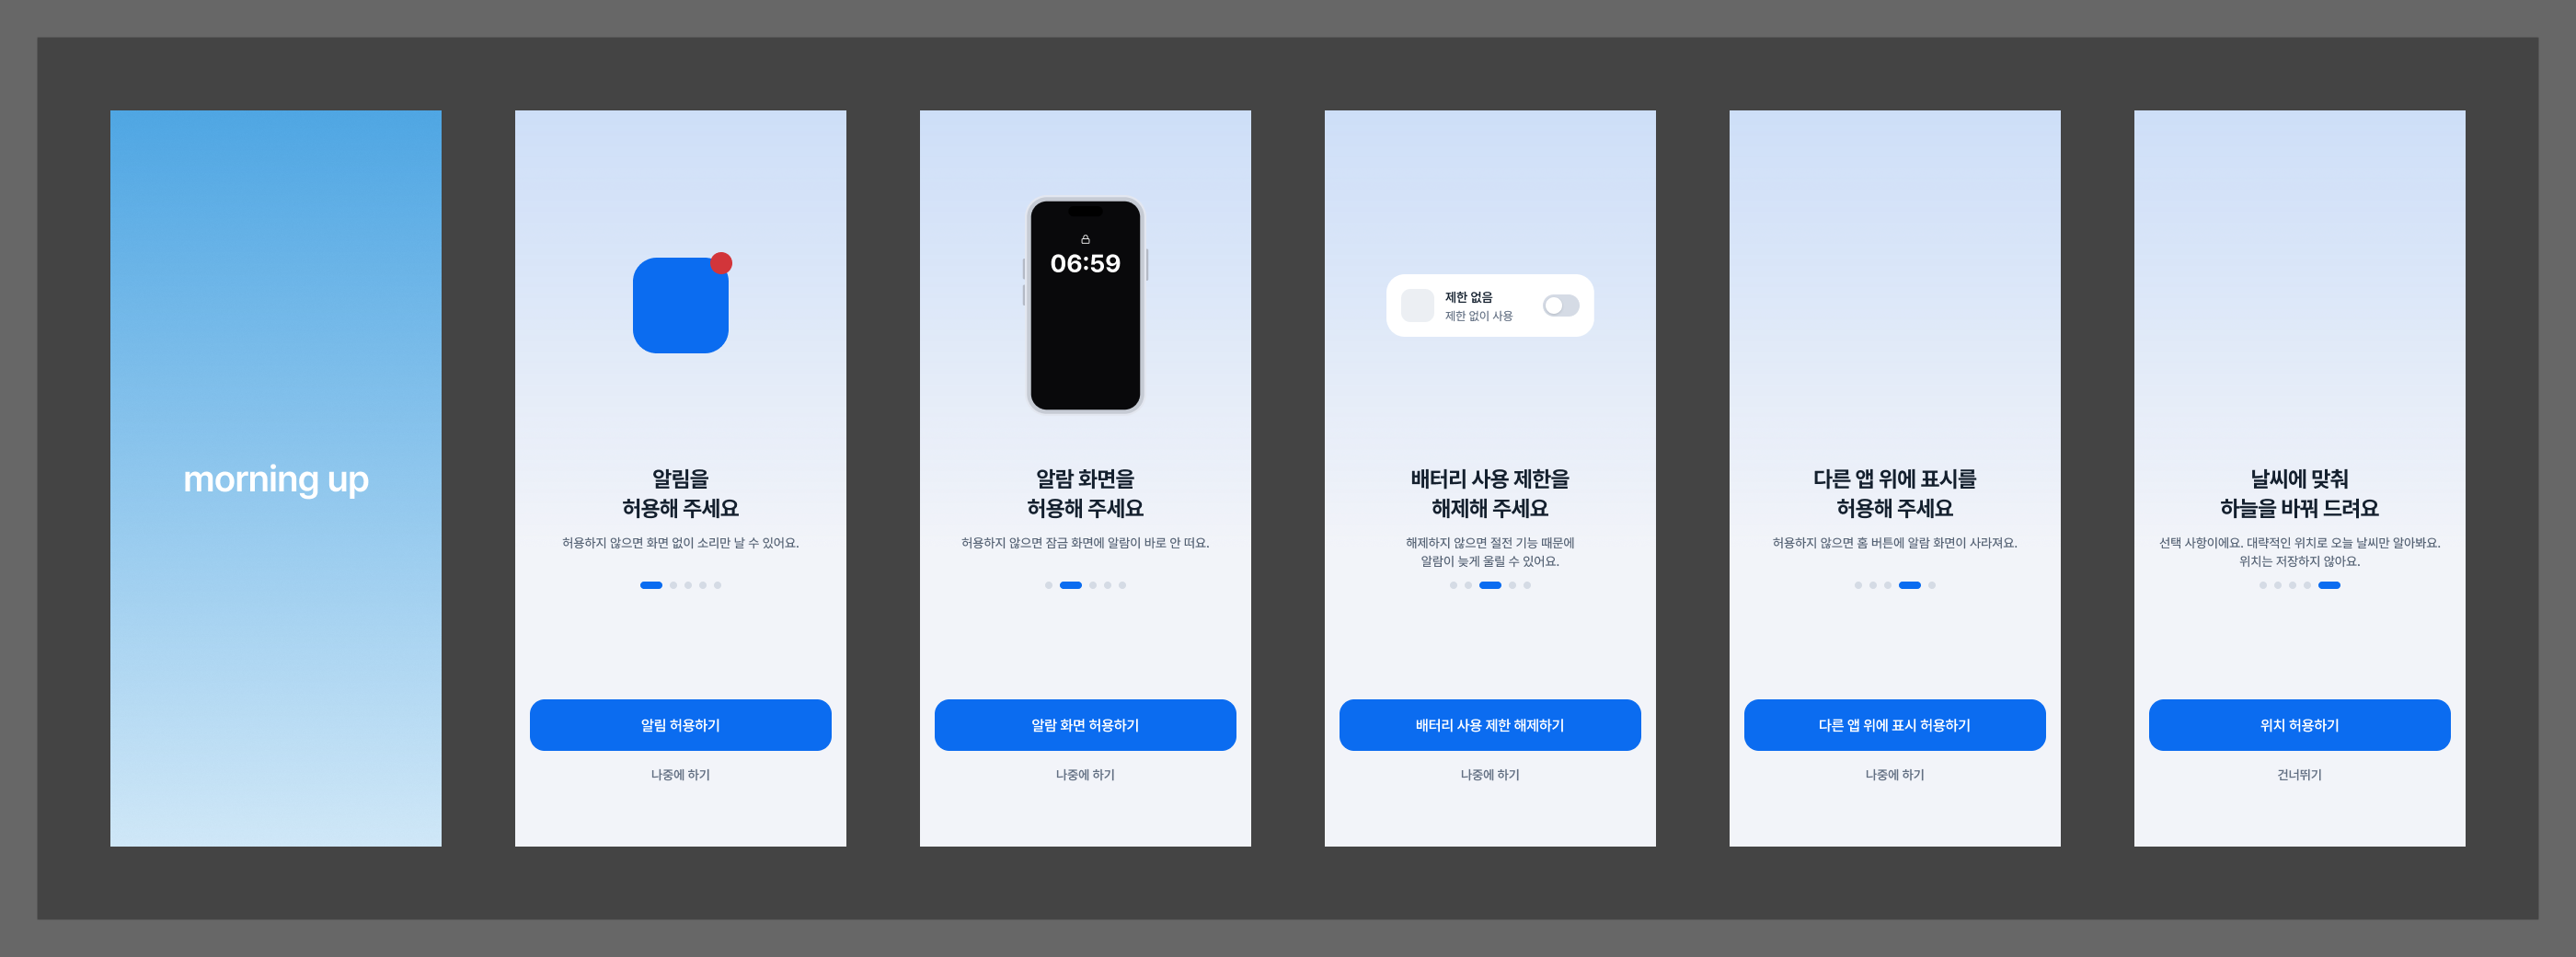 morning up
알림을
허용해 주세요
허용하지 않으면 화면 없이 소리만 날 수 있어요.
알림 허용하기
나중에 하기
06:59
알람 화면을
허용해 주세요
허용하지 않으면 잠금 화면에 알람이 바로 안 떠요.
알람 화면 허용하기
나중에 하기
제한 없음
제한 없이 사용
배터리 사용 제한을
해제해 주세요
해제하지 않으면 절전 기능 때문에
알람이 늦게 울릴 수 있어요.
배터리 사용 제한 해제하기
나중에 하기
다른 앱 위에 표시를
허용해 주세요
허용하지 않으면 홈 버튼에 알람 화면이 사라져요.
다른 앱 위에 표시 허용하기
나중에 하기
날씨에 맞춰
하늘을 바꿔 드려요
선택 사항이에요. 대략적인 위치로 오늘 날씨만 알아봐요.
위치는 저장하지 않아요.
위치 허용하기
건너뛰기